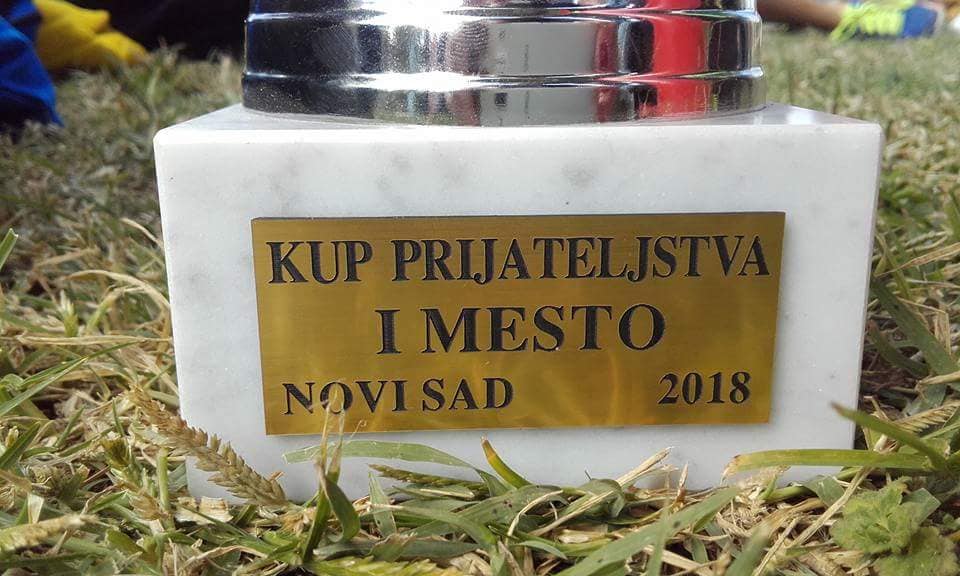 KUP PRIJATELJSTVA
I MESTO
NOVI SAD 2018